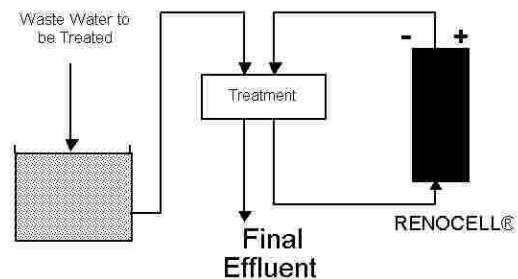 Waste Water to
be Treated
Treatment
- +
RENOCELL®
Final
Effluent